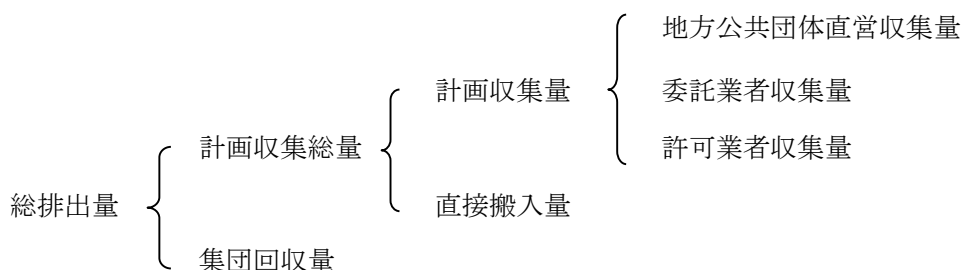 地方公共団体直営収集量
計画収集量
委託業者収集量
計画収集総量
許可業者収集量
総排出量
直接搬入量
集団回収量